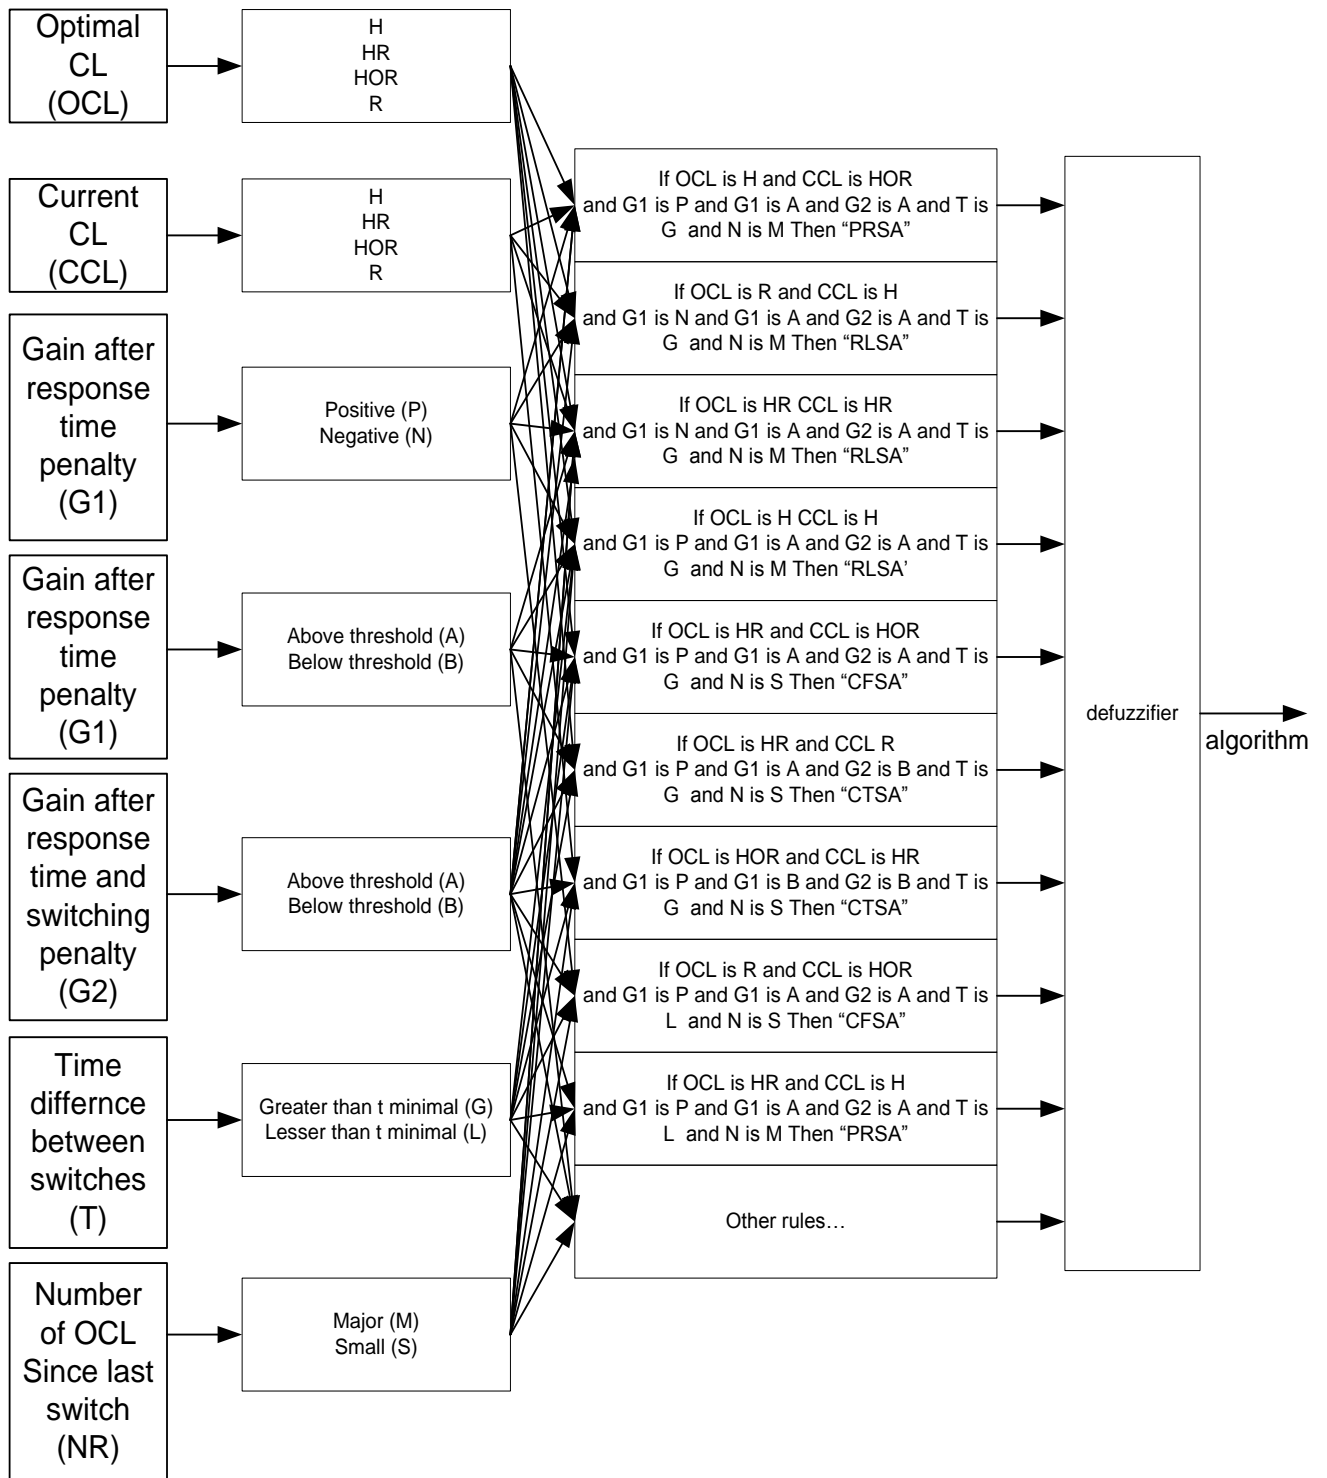 Optimal
CL
(OCL)
H
HR
HOR
R
Current
CL
(CCL)
H
HR
HOR
R
Gain after
response
time
penalty
(G1)
Positive (P)
Negative (N)
Gain after
response
time
penalty
(G1)
Above threshold (A)
Below threshold (B)
Gain after
response
time and
switching
penalty
(G2)
Above threshold (A)
Below threshold (B)
Time
differnce
between
switches
(T)
Greater than t minimal (G)
Lesser than t minimal (L)
Number
of OCL
Since last
switch
(NR)
Major (M)
Small (S)
If OCL is H and CCL is HOR
and G1 is P and G1 is A and G2 is A and T is
G and N is M Then “PRSA”
If OCL is R and CCL is H
and G1 is N and G1 is A and G2 is A and T is
G and N is M Then “RLSA”
If OCL is HR CCL is HR
and G1 is N and G1 is A and G2 is A and T is
G and N is M Then “RLSA”
If OCL is H CCL is H
and G1 is P and G1 is A and G2 is A and T is
G and N is M Then “RLSA’
If OCL is HR and CCL is HOR
and G1 is P and G1 is A and G2 is A and T is
G and N is S Then “CFSA”
If OCL is HR and CCL R
and G1 is P and G1 is A and G2 is B and T is
G and N is S Then “CTSA”
If OCL is HOR and CCL is HR
and G1 is P and G1 is B and G2 is B and T is
G and N is S Then “CTSA”
If OCL is R and CCL is HOR
and G1 is P and G1 is A and G2 is A and T is
L and N is S Then “CFSA”
If OCL is HR and CCL is H
and G1 is P and G1 is A and G2 is A and T is
L and N is M Then “PRSA”
Other rules…
defuzzifier
algorithm